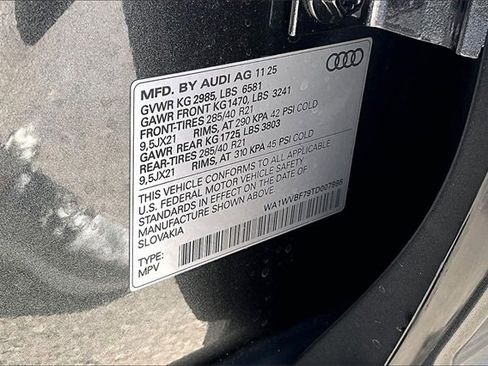 MFD. BY AUDI AG 11 25
GVWR KG 2985, LBS 6581
GAWR FRONT KG1470, LBS 3241
FRONT-TIRES 285/40 R21
9,5JX21 RIMS, AT 290 KPA 42 PSI COLD
GAWR REAR KG 1725, LBS 3803
REAR-TIRES 285/40 R21
9,5JX21 RIMS, AT 310 KPA 45 PSI COLD
THIS VEHICLE CONFORMS TO ALL APPLICABLE
U.S. FEDERAL MOTOR VEHICLE SAFETY
STANDARDS IN EFFECT ON THE DATE OF
MANUFACTURE SHOWN ABOVE.
SLOVAKIA
TYPE:
MPV